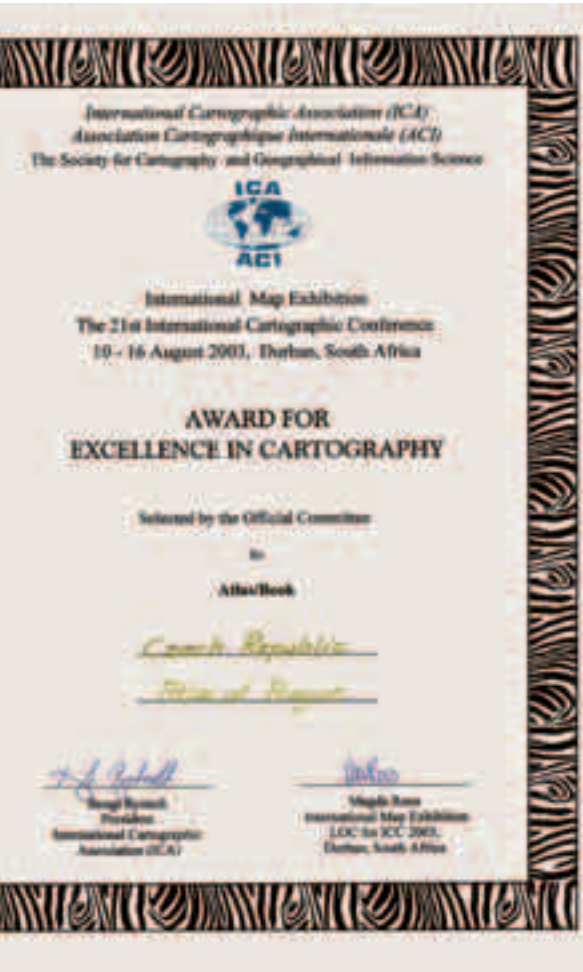 International Cartographic Association (ICA)
Association Cartographique Internationale (ACI)
The Society for Cartography and Geographical Information Science
ICA
ACI
International Map Exhibition
The 21st International Cartographic Conference
10 - 16 August 2003, Durban, South Africa
AWARD FOR
EXCELLENCE IN CARTOGRAPHY
Selected by the Official Committee
to
Atlas/Book
Czech Republic
President
International Cartographic
Association (ICA)
International Map Exhibition
LOC for ICC 2003,
Durban, South Africa